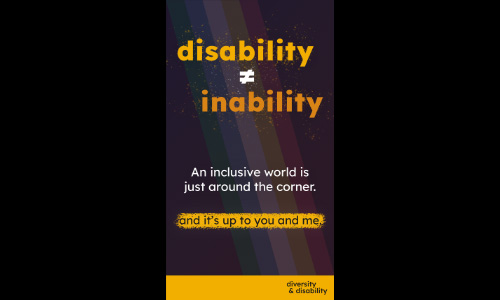 disability
≠
inability
An inclusive world is
just around the corner.
and it's up to you and me.
diversity
& disability